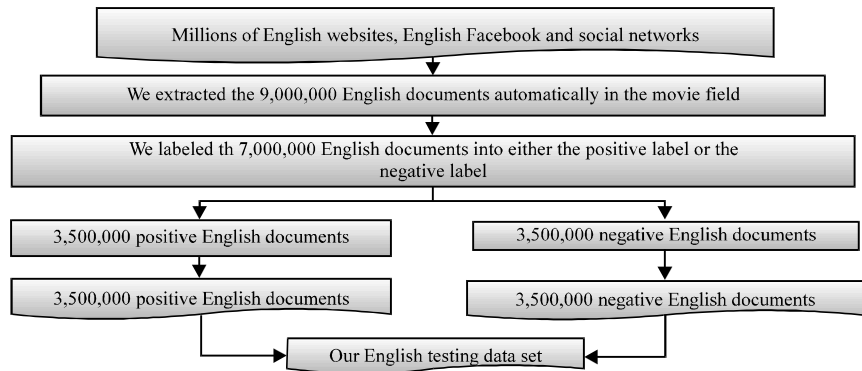 Millions of English websites, English Facebook and social networks
We extracted the 9,000,000 English documents automatically in the movie field
We labeled th 7,000,000 English documents into either the positive label or the
negative label
3,500,000 positive English documents
3,500,000 negative English documents
3,500,000 positive English documents
3,500,000 negative English documents
Our English testing data set